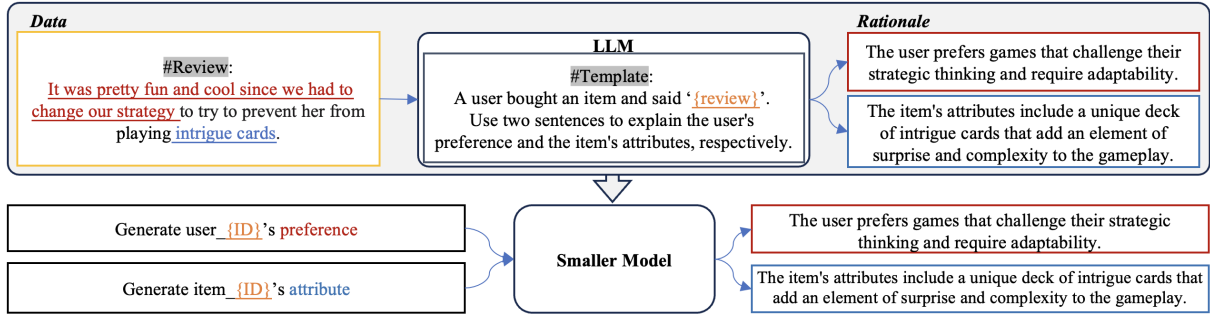 Data
#Review:
It was pretty fun and cool since we had to
change our strategy to try to prevent her from
playing intrigue cards.
LLM
#Template:
A user bought an item and said ‘{review}’.
Use two sentences to explain the user's
preference and the item's attributes, respectively.
Rationale
The user prefers games that challenge their
strategic thinking and require adaptability.
The item's attributes include a unique deck
of intrigue cards that add an element of
surprise and complexity to the gameplay.
Generate user_{ID}’s preference
Generate item_{ID}’s attribute
Smaller Model
The user prefers games that challenge their strategic
thinking and require adaptability.
The item's attributes include a unique deck of intrigue cards that
add an element of surprise and complexity to the gameplay.